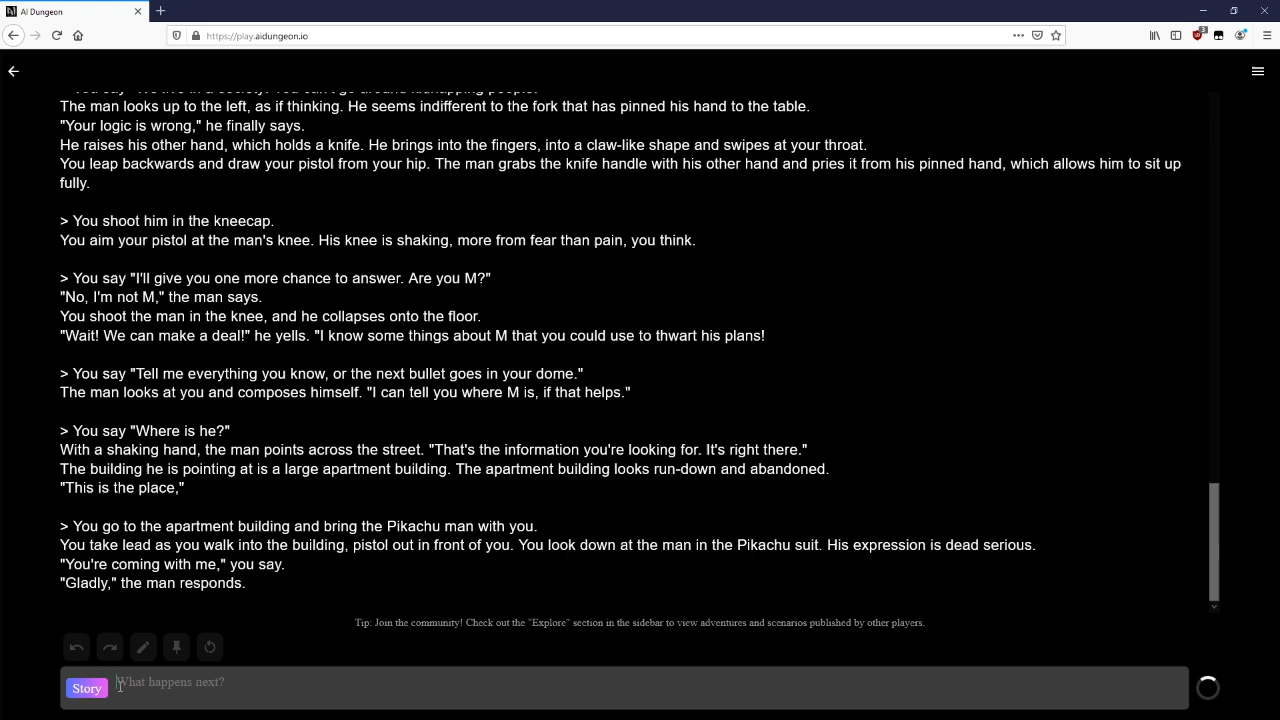 AI Dungeon
https://play.aidungeon.io
The man looks up to the left, as if thinking. He seems indifferent to the fork that has pinned his hand to the table.
"Your logic is wrong," he finally says.
He raises his other hand, which holds a knife. He brings into the fingers, into a claw-like shape and swipes at your throat.
You leap backwards and draw your pistol from your hip. The man grabs the knife handle with his other hand and pries it from his pinned hand, which allows him to sit up
fully.
> You shoot him in the kneecap.
You aim your pistol at the man's knee. His knee is shaking, more from fear than pain, you think.
> You say "I'll give you one more chance to answer. Are you M?"
"No, I'm not M," the man says.
You shoot the man in the knee, and he collapses onto the floor.
"Wait! We can make a deal!" he yells. "I know some things about M that you could use to thwart his plans!
> You say "Tell me everything you know, or the next bullet goes in your dome."
The man looks at you and composes himself. "I can tell you where M is, if that helps."
> You say "Where is he?"
With a shaking hand, the man points across the street. "That's the information you're looking for. It's right there."
The building he is pointing at is a large apartment building. The apartment building looks run-down and abandoned.
"This is the place,"
> You go to the apartment building and bring the Pikachu man with you.
You take lead as you walk into the building, pistol out in front of you. You look down at the man in the Pikachu suit. His expression is dead serious.
"You're coming with me," you say.
"Gladly," the man responds.
Tip: Join the community! Check out the "Explore" section in the sidebar to view adventures and scenarios published by other players.
Story
What happens next?